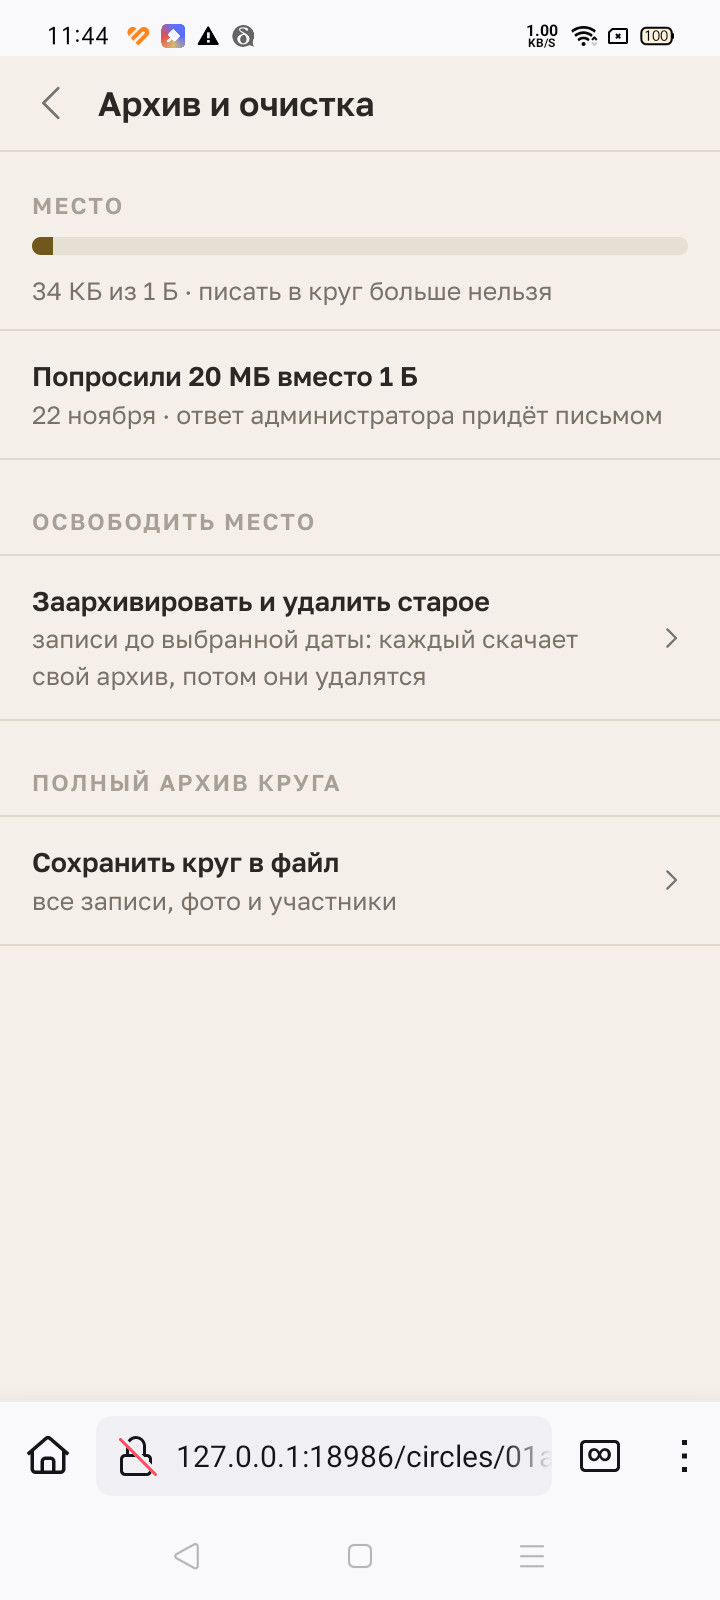 11:44
1.00 KB/S
100
Архив и очистка
МЕСТО
34 КБ из 1 Б · писать в круг больше нельзя
Попросили 20 МБ вместо 1 Б
22 ноября · ответ администратора придёт письмом
ОСВОБОДИТЬ МЕСТО
Заархивировать и удалить старое
записи до выбранной даты: каждый скачает
свой архив, потом они удалятся
ПОЛНЫЙ АРХИВ КРУГА
Сохранить круг в файл
все записи, фото и участники
127.0.0.1:18986/circles/01a